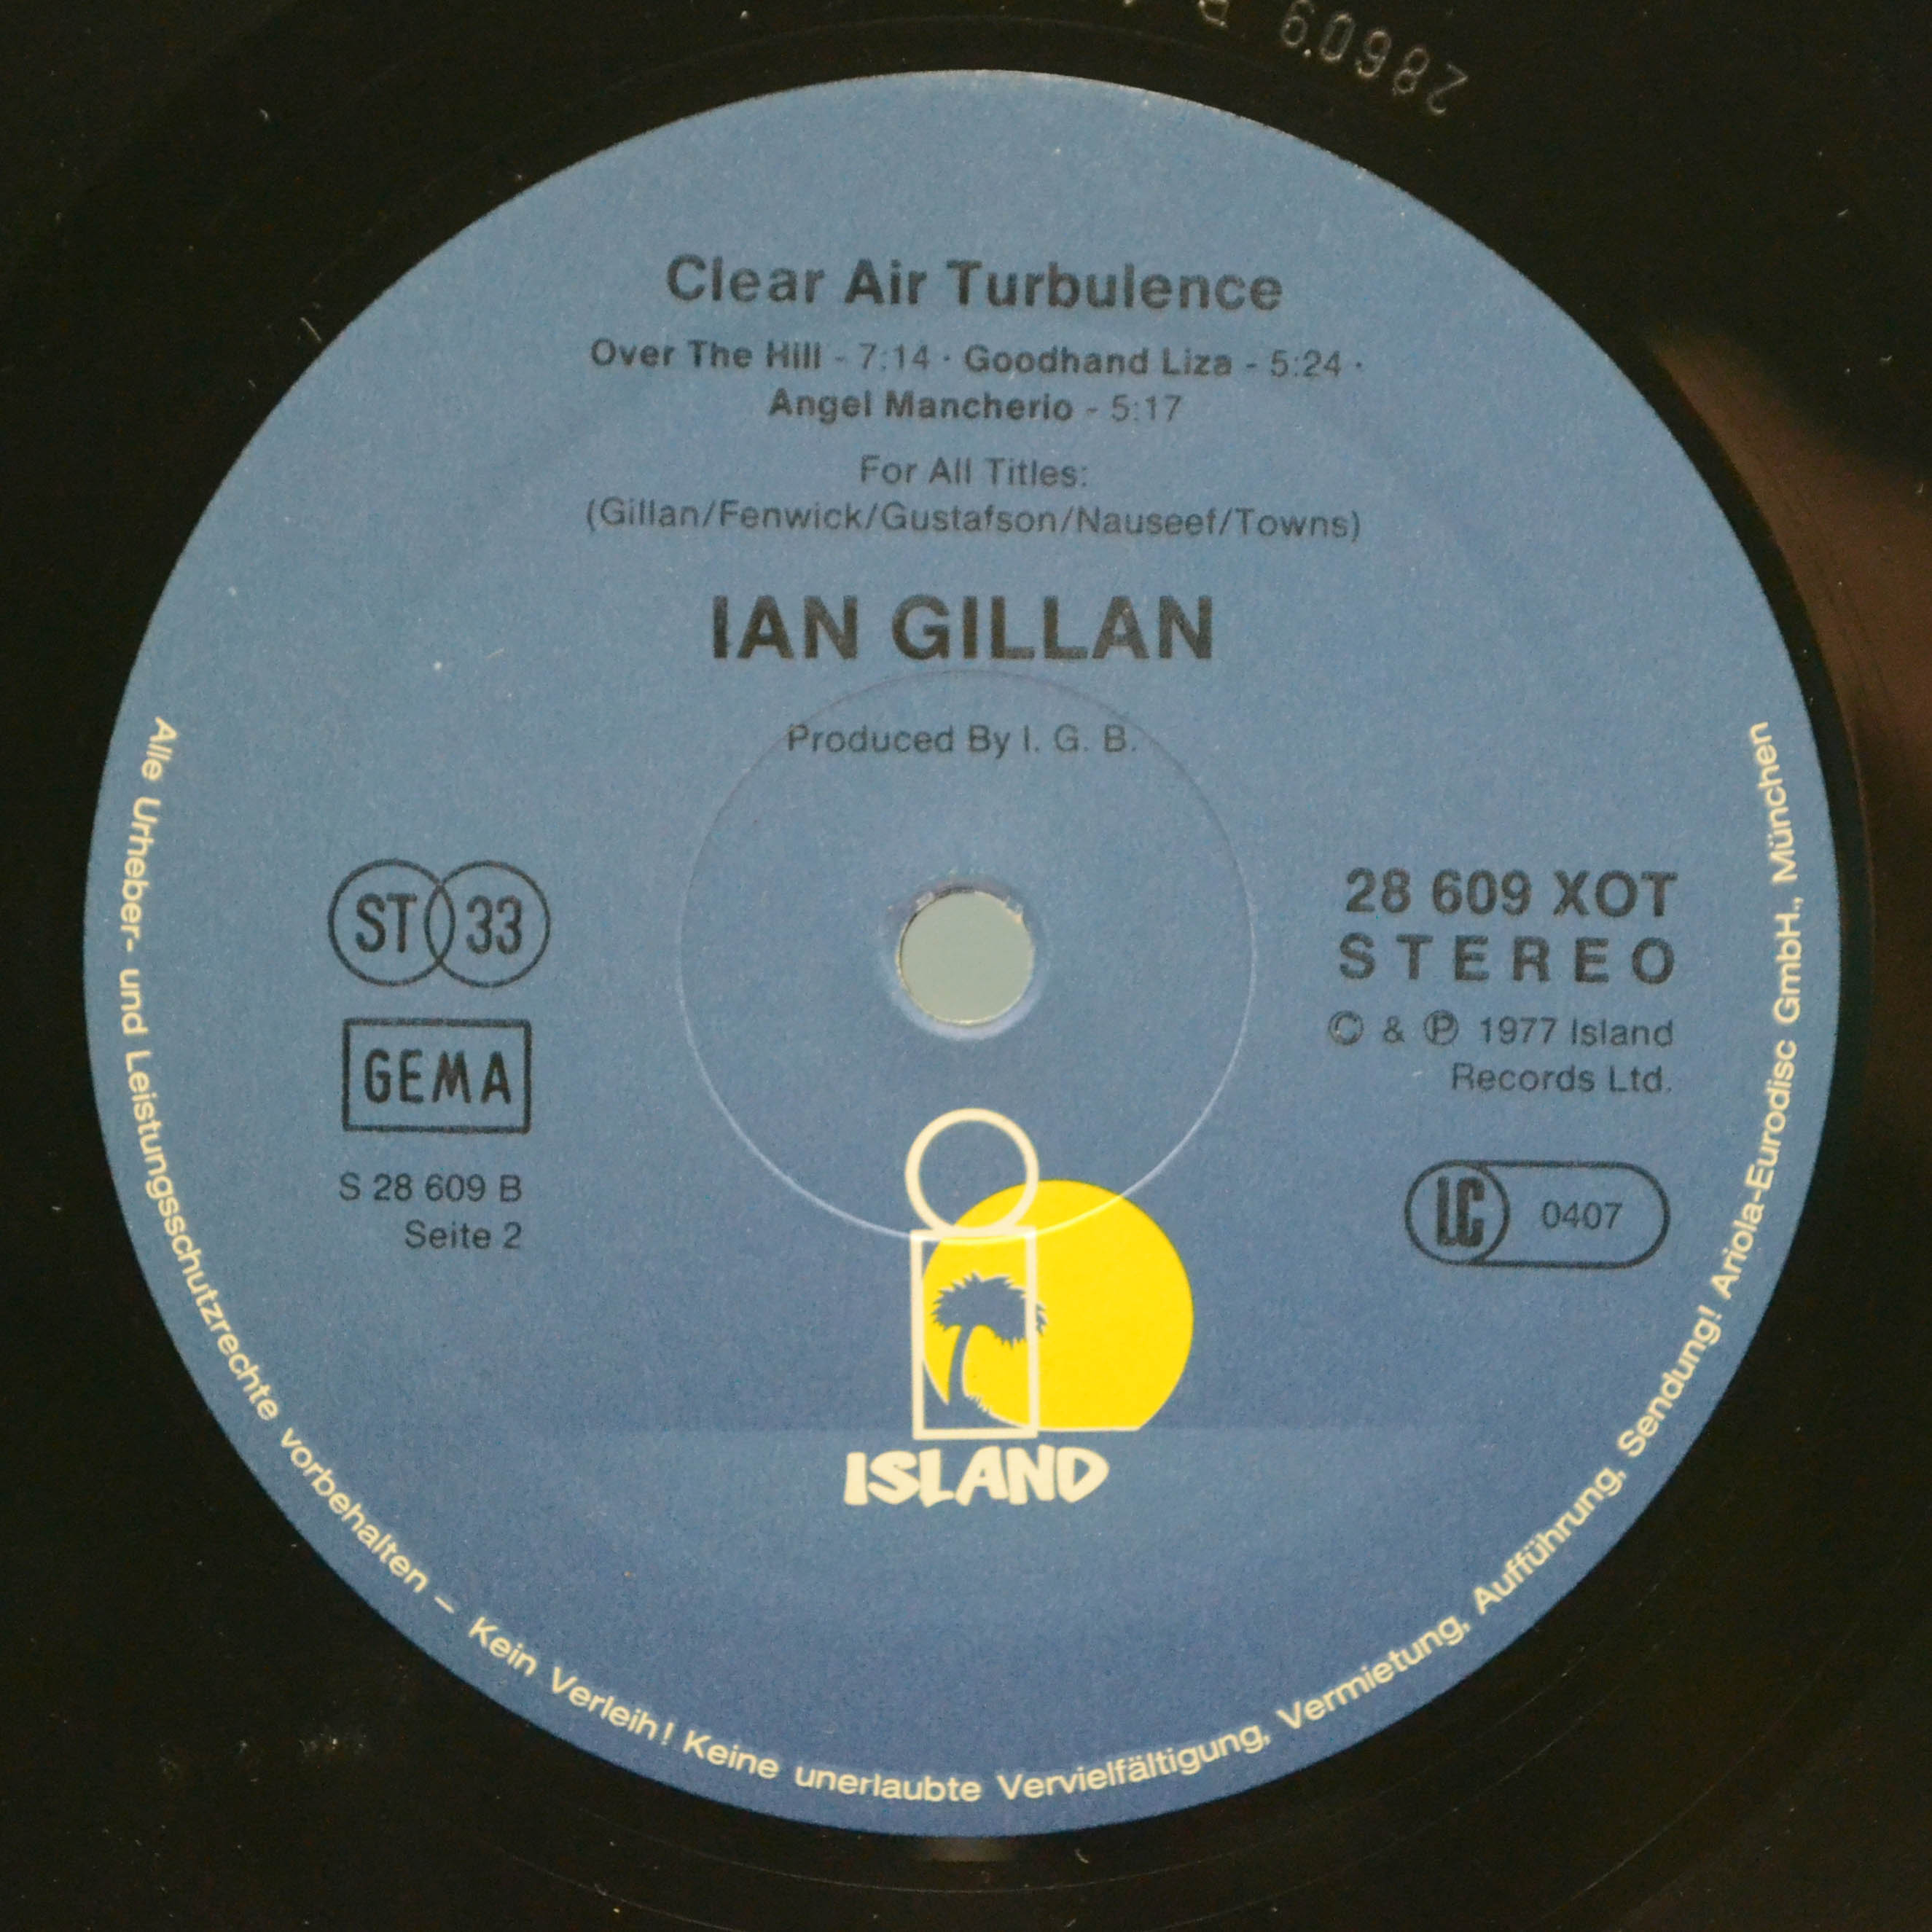 28609 B
Clear Air Turbulence
Over The Hill - 7:14 · Goodhand Liza - 5:24 ·
Angel Mancherio - 5:17
For All Titles:
(Gillan/Fenwick/Gustafson/Nauseef/Towns)
IAN GILLAN
Produced By I. G. B.
ST 33
GEMA
S 28 609 B
Seite 2
28 609 XOT
STEREO
© & ℗ 1977 Island
Records Ltd.
LC 0407
ISLAND
Alle Urheber- und Leistungsschutzrechte vorbehalten – Kein Verleih! Keine unerlaubte Vervielfältigung, Vermietung, Aufführung, Sendung! Ariola-Eurodisc GmbH., München